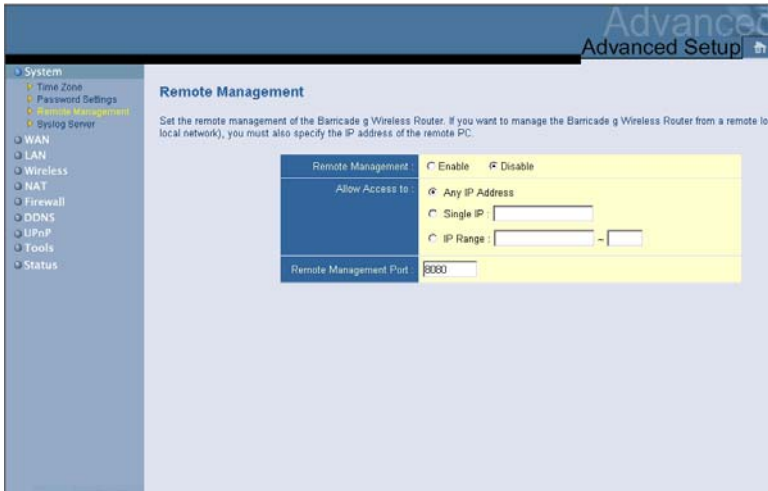 Advanced
Advanced Setup
System
Time Zone
Password Settings
Remote Management
Syslog Server
WAN
LAN
Wireless
NAT
Firewall
DDNS
UPnP
Tools
Status
Remote Management
Set the remote management of the Barricade g Wireless Router. If you want to manage the Barricade g Wireless Router from a remote lo
local network), you must also specify the IP address of the remote PC.
Remote Management : Enable Disable
Allow Access to : Any IP Address
Single IP :
IP Range : ~
Remote Management Port : 8080